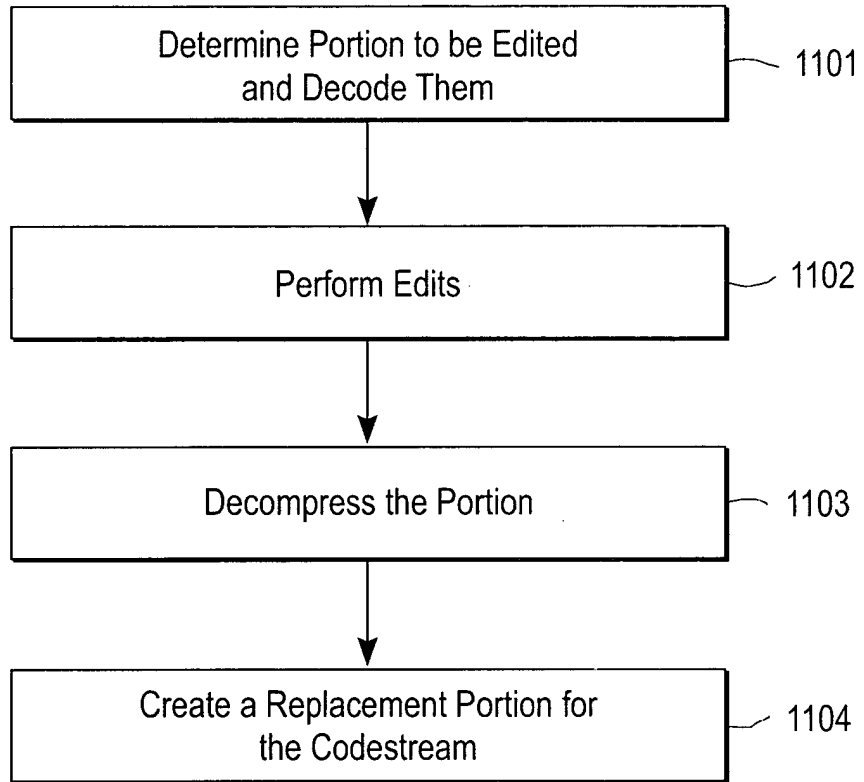 Determine Portion to be Edited
and Decode Them
1101
Perform Edits
1102
Decompress the Portion
1103
Create a Replacement Portion for
the Codestream
1104